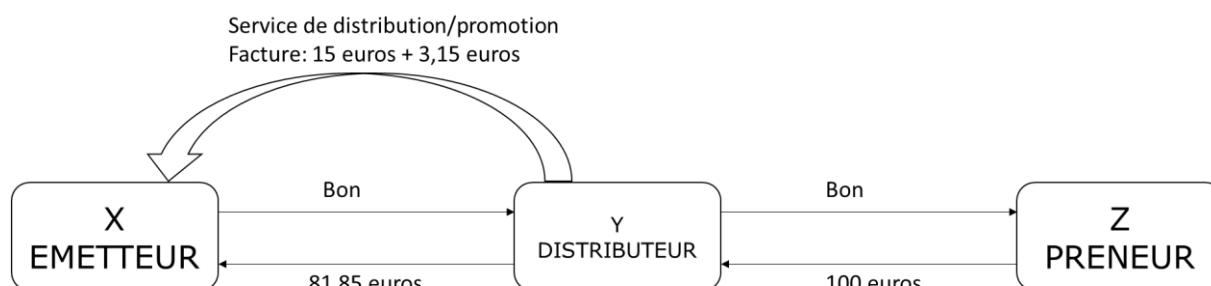 Service de distribution/promotion
Facture: 15 euros + 3,15 euros
X
EMETTEUR
Bon
81,85 euros
Y
DISTRIBUTEUR
Bon
100 euros
Z
PRENEUR